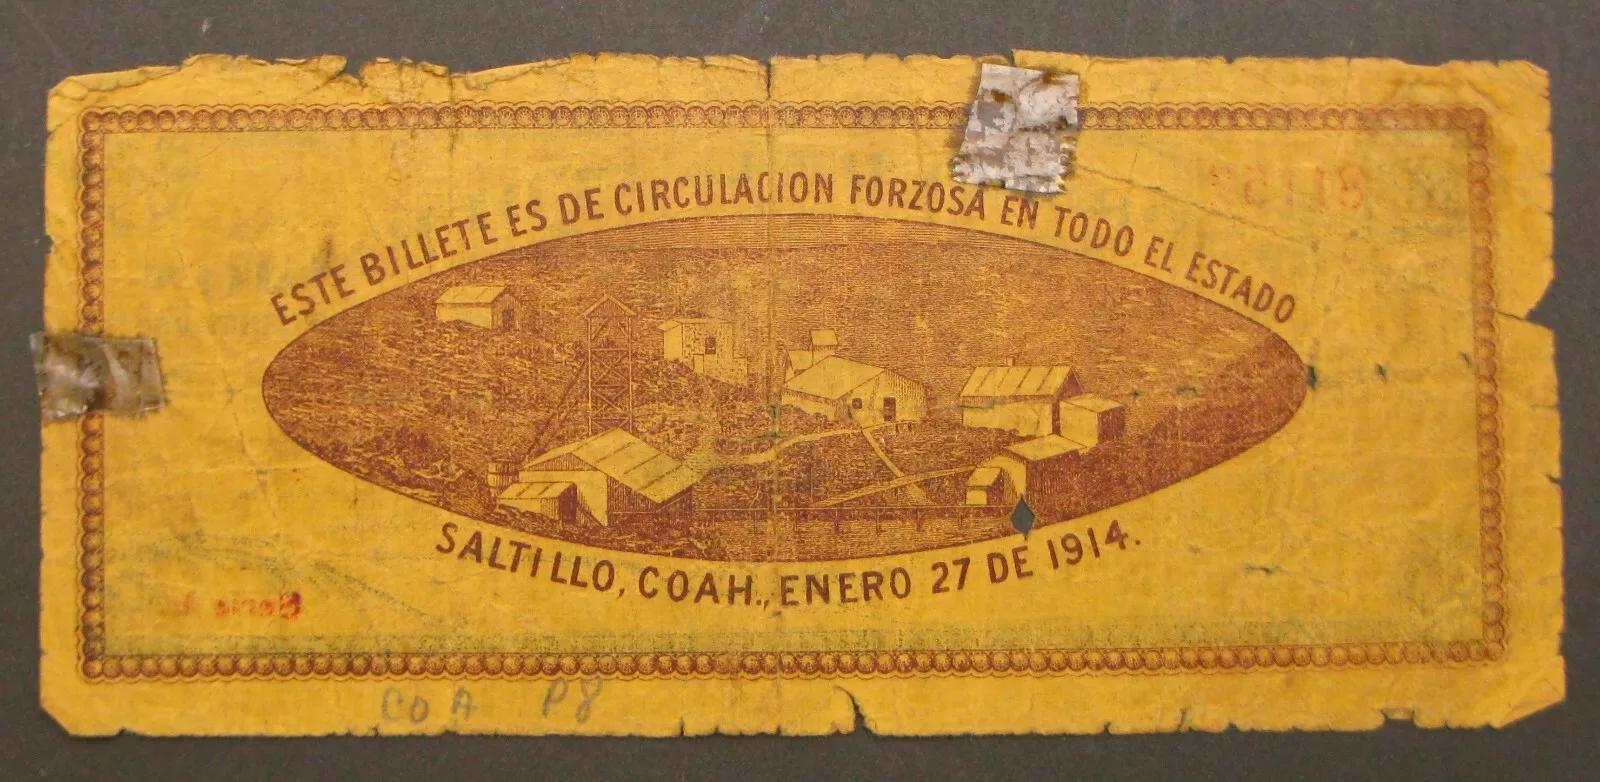 ESTE BILLETE ES DE CIRCULACION FORZOSA EN TODO EL ESTADO
SALTILLO, COAH., ENERO 27 DE 1914.
COA P8